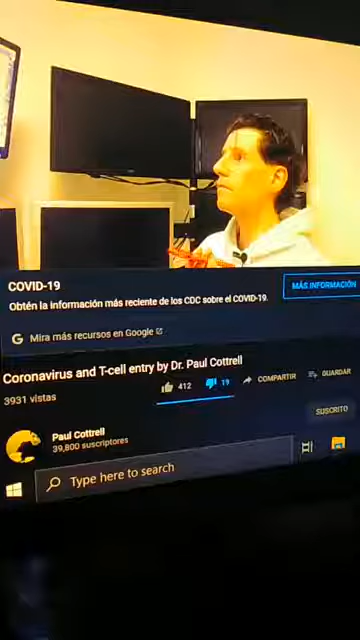 COVID-19
Obtén la información más reciente de los CDC sobre el COVID-19.
MÁS INFORMACIÓN
G Mira más recursos en Google
Coronavirus and T-cell entry by Dr. Paul Cottrell
3931 vistas
412
19
COMPARTIR
GUARDAR
Paul Cottrell
39,800 suscriptores
SUSCRITO
Type here to search